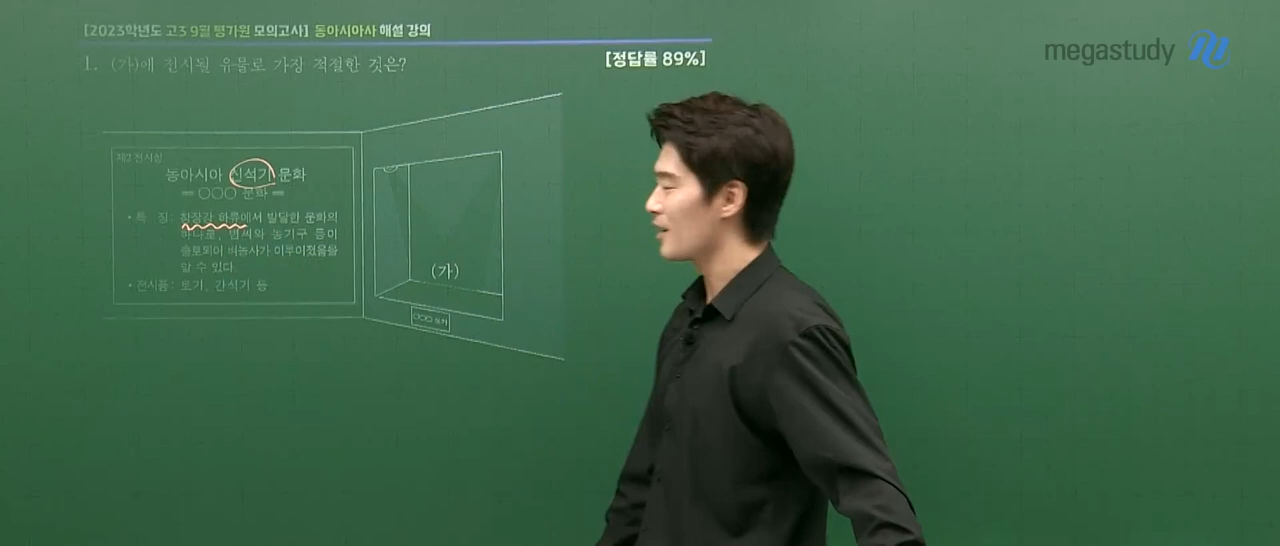 [2023학년도 고3 9월 평가원 모의고사] 동아시아사 해설 강의
1. (가)에 전시될 유물로 가장 적절한 것은?
[정답률 89%]
megastudy
제2 전시실
동아시아 신석기 문화
- ○○○ 문화 -
• 특 징: 창장강 하류에서 발달한 문화의
하나로, 볍씨와 농기구 등이
출토되어 벼농사가 이루어졌음을
알 수 있다.
• 전시품: 토기, 간석기 등
(가)
○○○ 토기